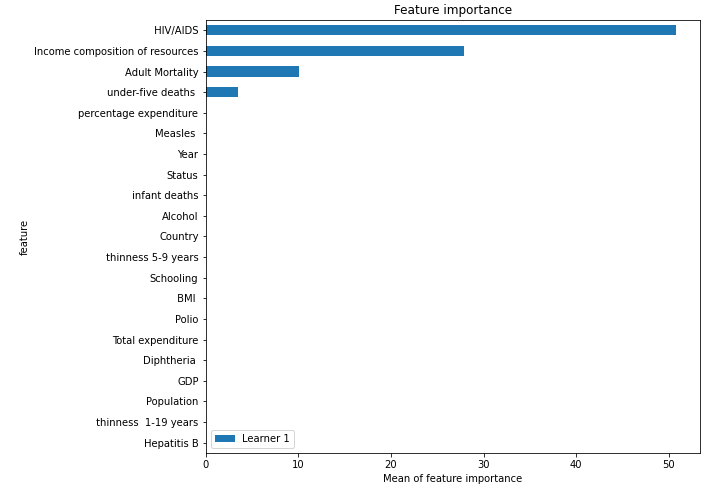 Feature importance
HIV/AIDS
Income composition of resources
Adult Mortality
under-five deaths
percentage expenditure
Measles
Year
Status
infant deaths
Alcohol
Country
thinness 5-9 years
Schooling
BMI
Polio
Total expenditure
Diphtheria
GDP
Population
thinness  1-19 years
Hepatitis B
feature
Learner 1
0 10 20 30 40 50
Mean of feature importance